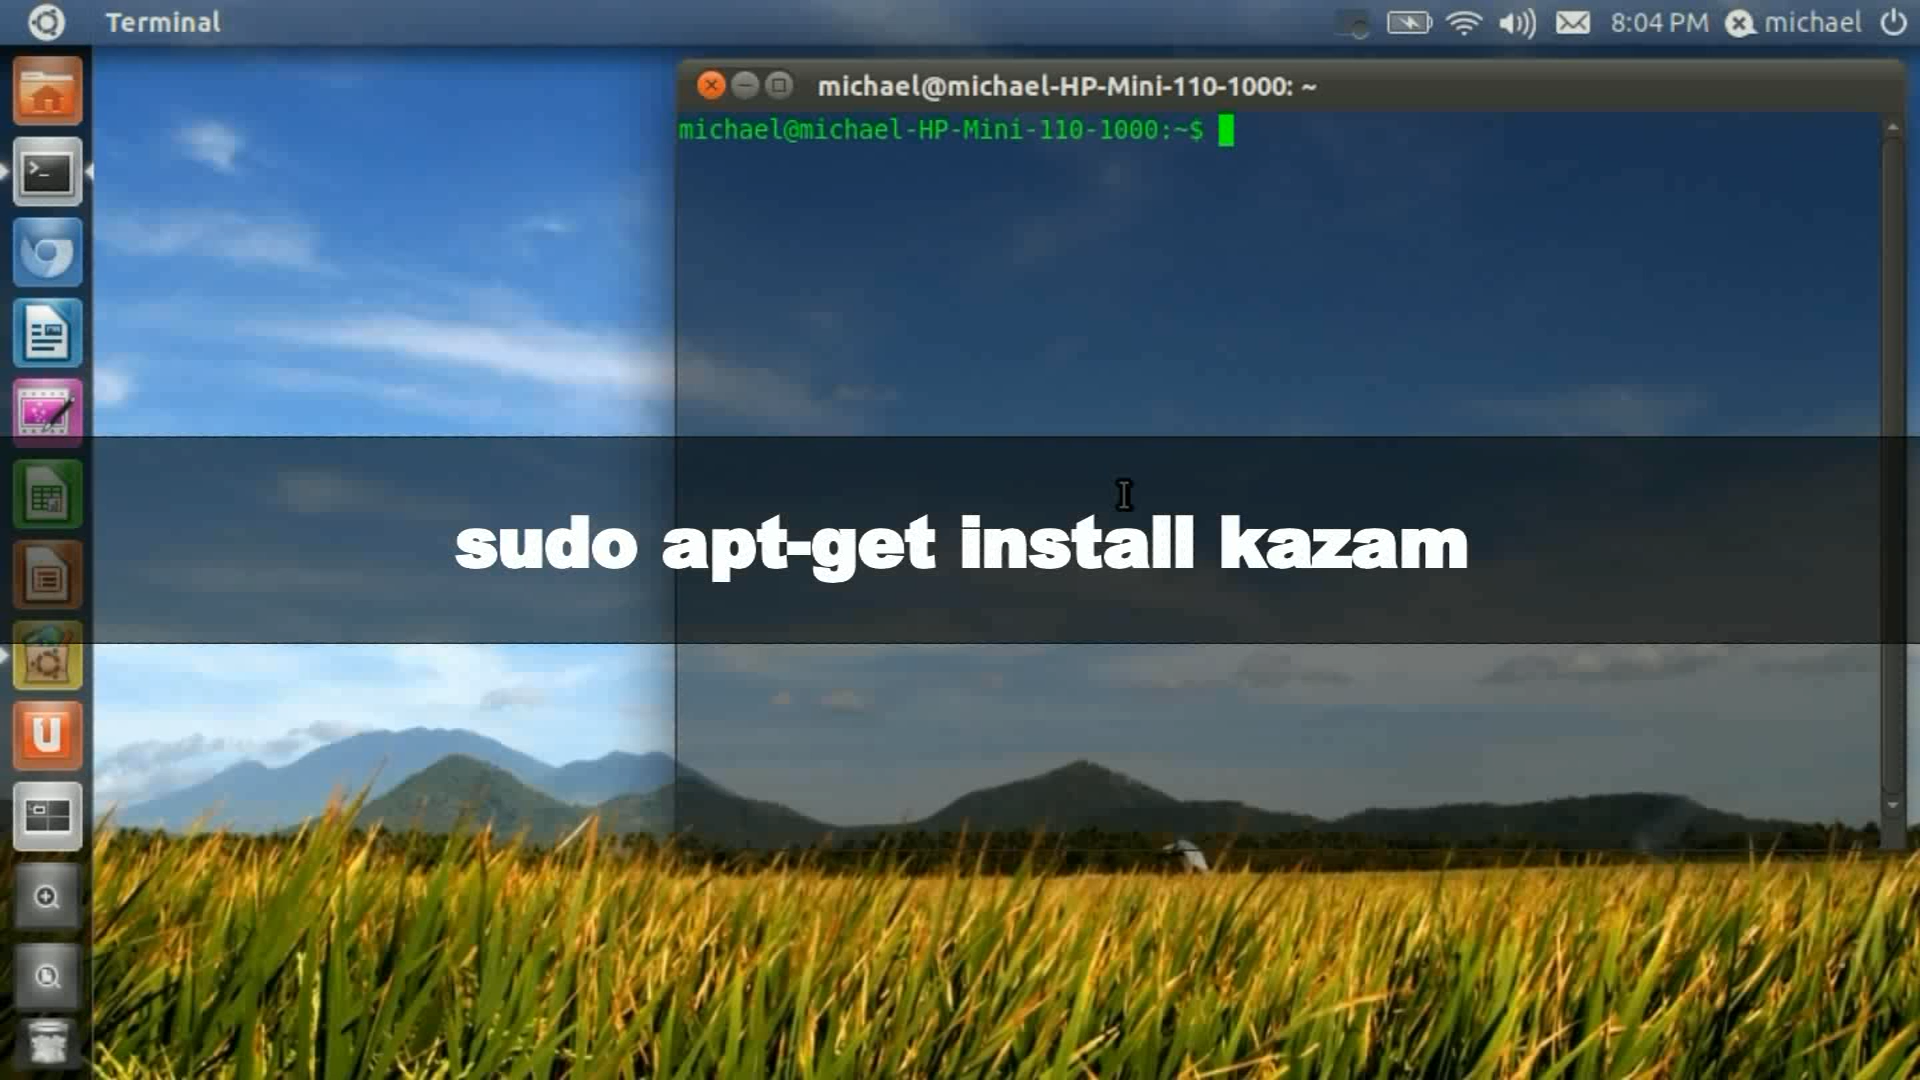 Terminal
8:04 PM
michael
michael@michael-HP-Mini-110-1000: ~
michael@michael-HP-Mini-110-1000:~$
sudo apt-get install kazam